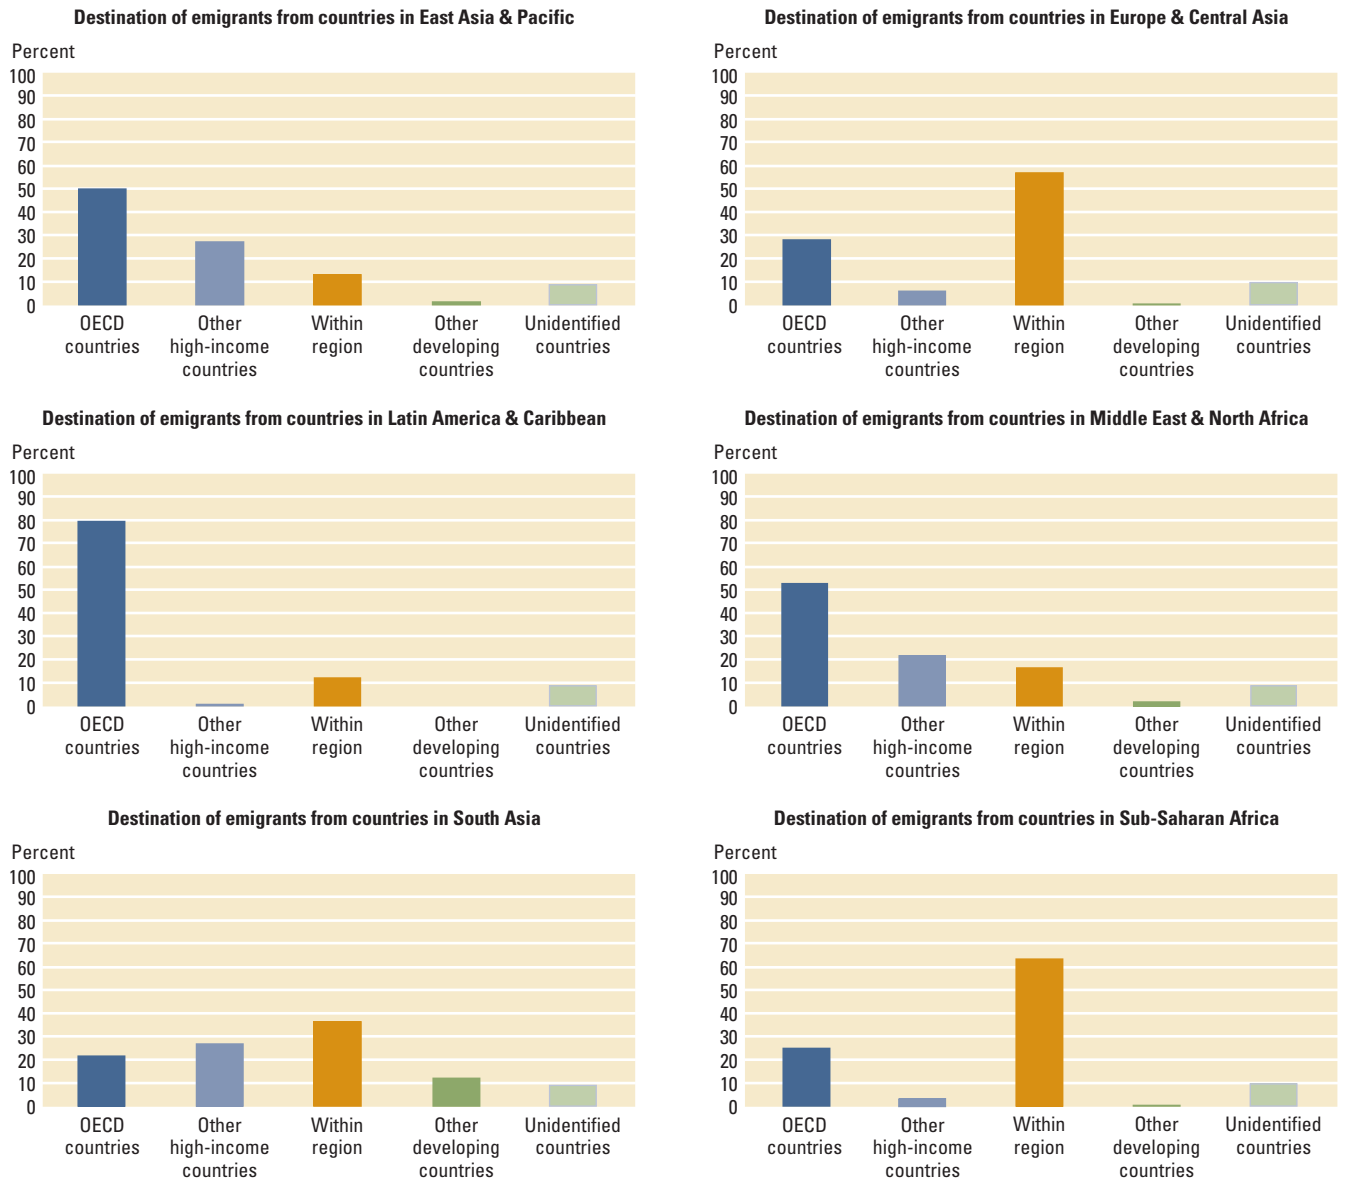 Destination of emigrants from countries in East Asia & Pacific
Percent
100
90
80
70
60
50
40
30
20
10
0
OECD
countries
Other
high-income
countries
Within
region
Other
developing
countries
Unidentified
countries
Destination of emigrants from countries in Europe & Central Asia
Percent
100
90
80
70
60
50
40
30
20
10
0
OECD
countries
Other
high-income
countries
Within
region
Other
developing
countries
Unidentified
countries
Destination of emigrants from countries in Latin America & Caribbean
Percent
100
90
80
70
60
50
40
30
20
10
0
OECD
countries
Other
high-income
countries
Within
region
Other
developing
countries
Unidentified
countries
Destination of emigrants from countries in Middle East & North Africa
Percent
100
90
80
70
60
50
40
30
20
10
0
OECD
countries
Other
high-income
countries
Within
region
Other
developing
countries
Unidentified
countries
Destination of emigrants from countries in South Asia
Percent
100
90
80
70
60
50
40
30
20
10
0
OECD
countries
Other
high-income
countries
Within
region
Other
developing
countries
Unidentified
countries
Destination of emigrants from countries in Sub-Saharan Africa
Percent
100
90
80
70
60
50
40
30
20
10
0
OECD
countries
Other
high-income
countries
Within
region
Other
developing
countries
Unidentified
countries